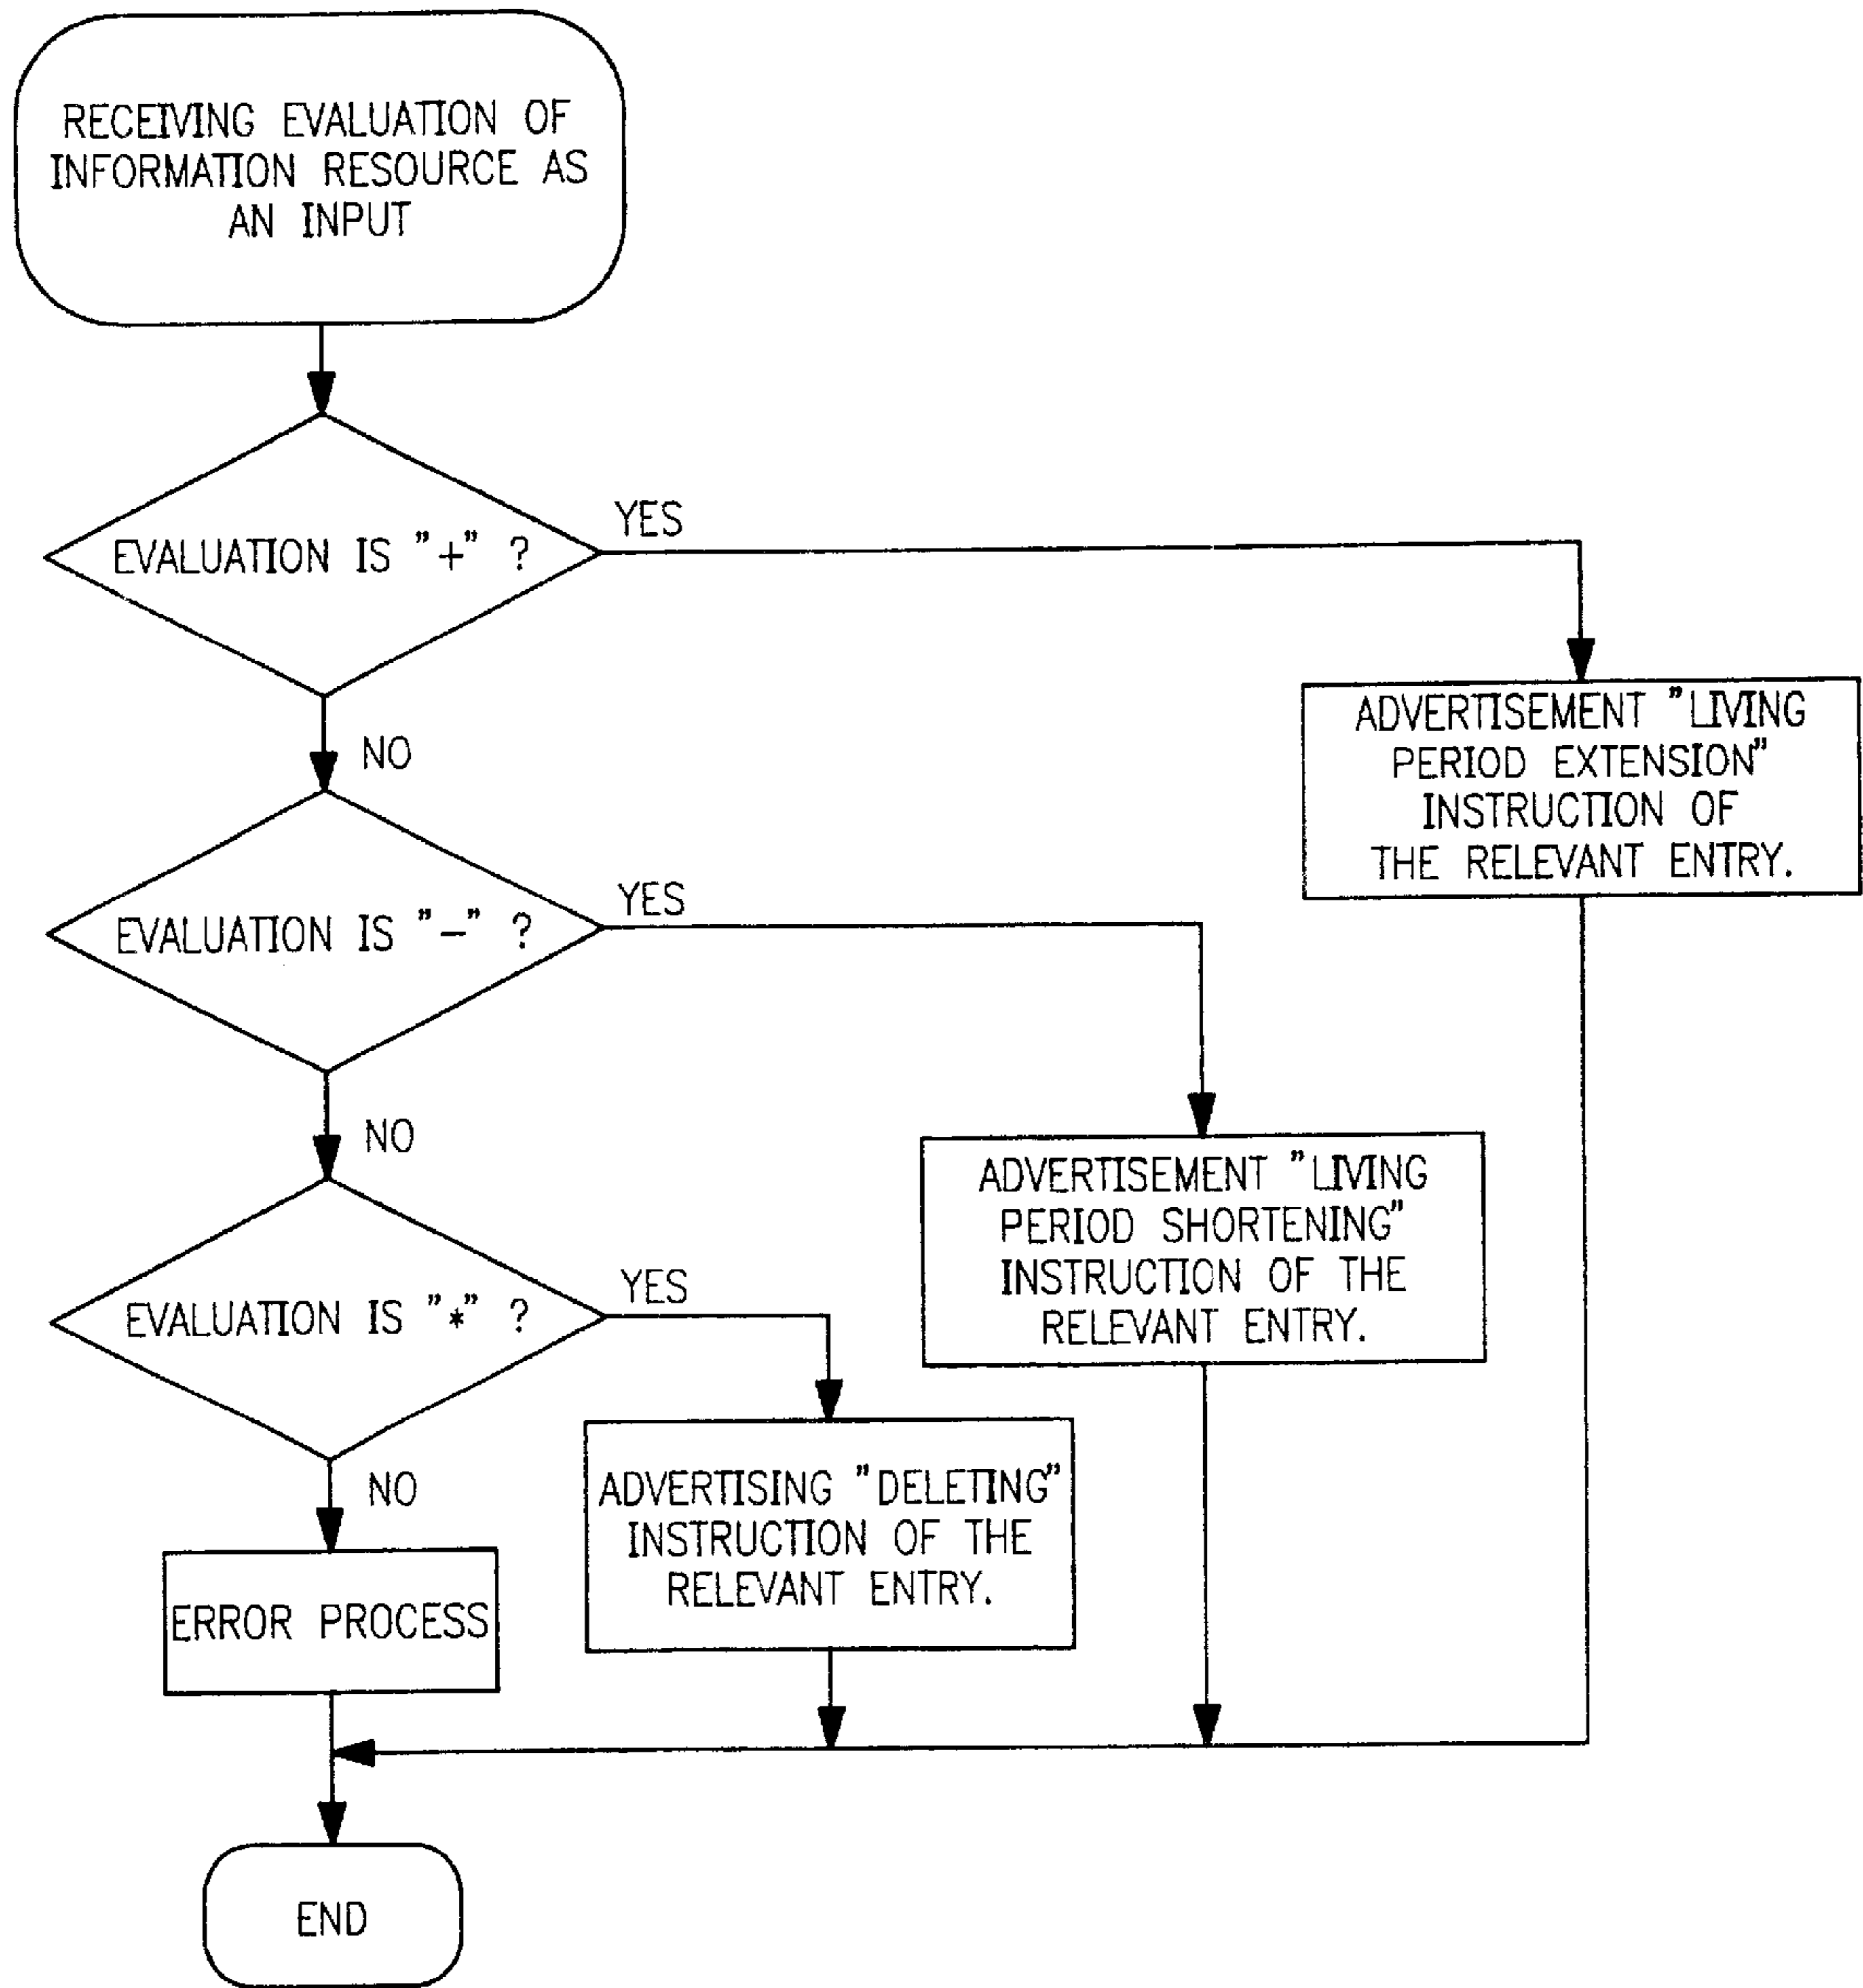 RECEIVING EVALUATION OF
INFORMATION RESOURCE AS
AN INPUT
EVALUATION IS "+" ?
YES
NO
ADVERTISEMENT "LIVING
PERIOD EXTENSION"
INSTRUCTION OF
THE RELEVANT ENTRY.
EVALUATION IS "-" ?
YES
NO
ADVERTISEMENT "LIVING
PERIOD SHORTENING"
INSTRUCTION OF THE
RELEVANT ENTRY.
EVALUATION IS "*" ?
YES
NO
ADVERTISING "DELETING"
INSTRUCTION OF THE
RELEVANT ENTRY.
ERROR PROCESS
END